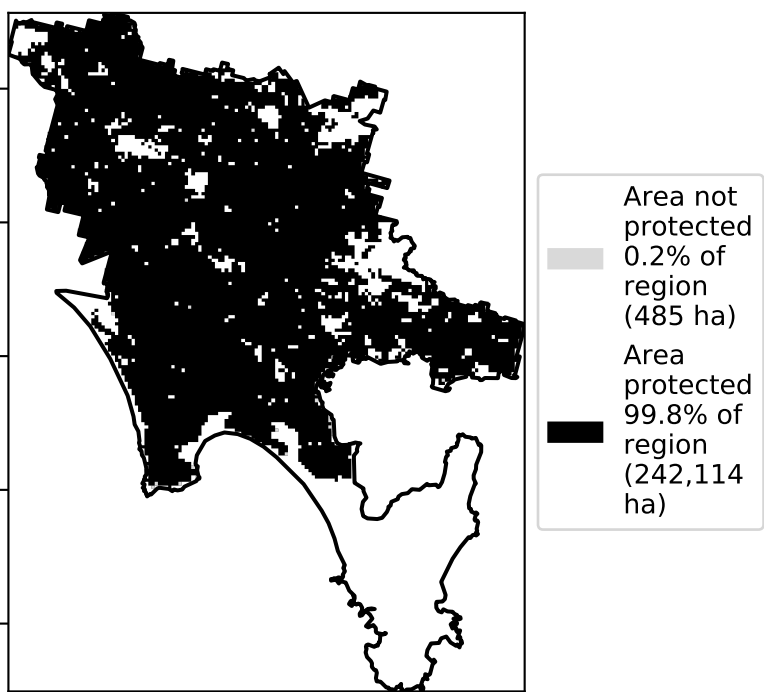 Area not
protected
0.2% of
region
(485 ha)
Area
protected
99.8% of
region
(242,114
ha)